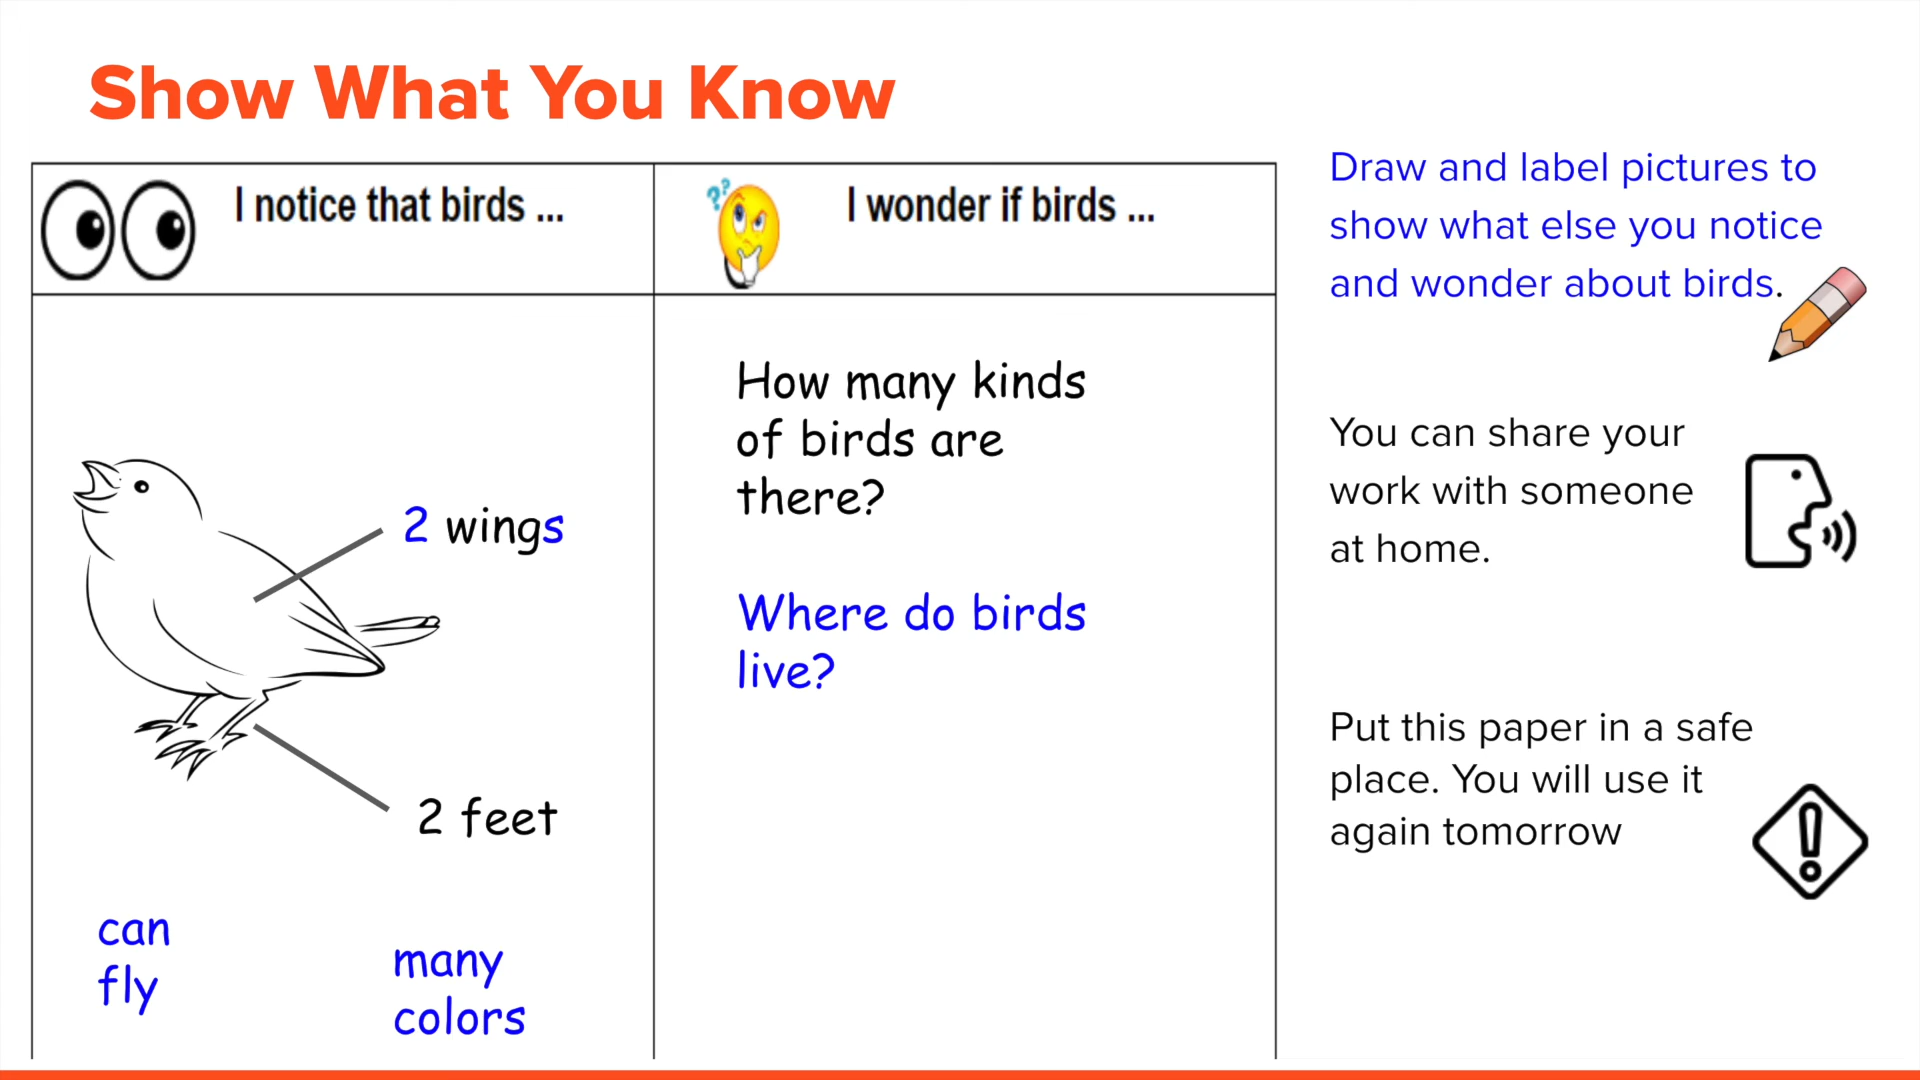 Show What You Know
I notice that birds ...
I wonder if birds ...
2 wings
2 feet
can
fly
many
colors
How many kinds
of birds are
there?
Where do birds
live?
Draw and label pictures to
show what else you notice
and wonder about birds.
You can share your
work with someone
at home.
Put this paper in a safe
place. You will use it
again tomorrow